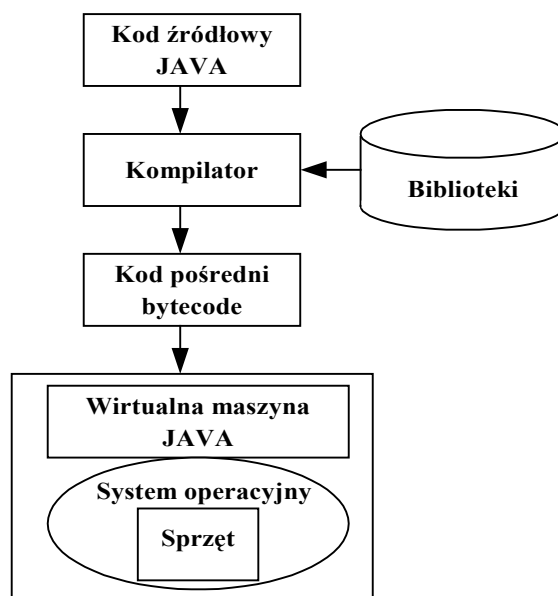 Kod źródłowy
JAVA
Kompilator
Biblioteki
Kod pośredni
bytecode
Wirtualna maszyna
JAVA
System operacyjny
Sprzęt